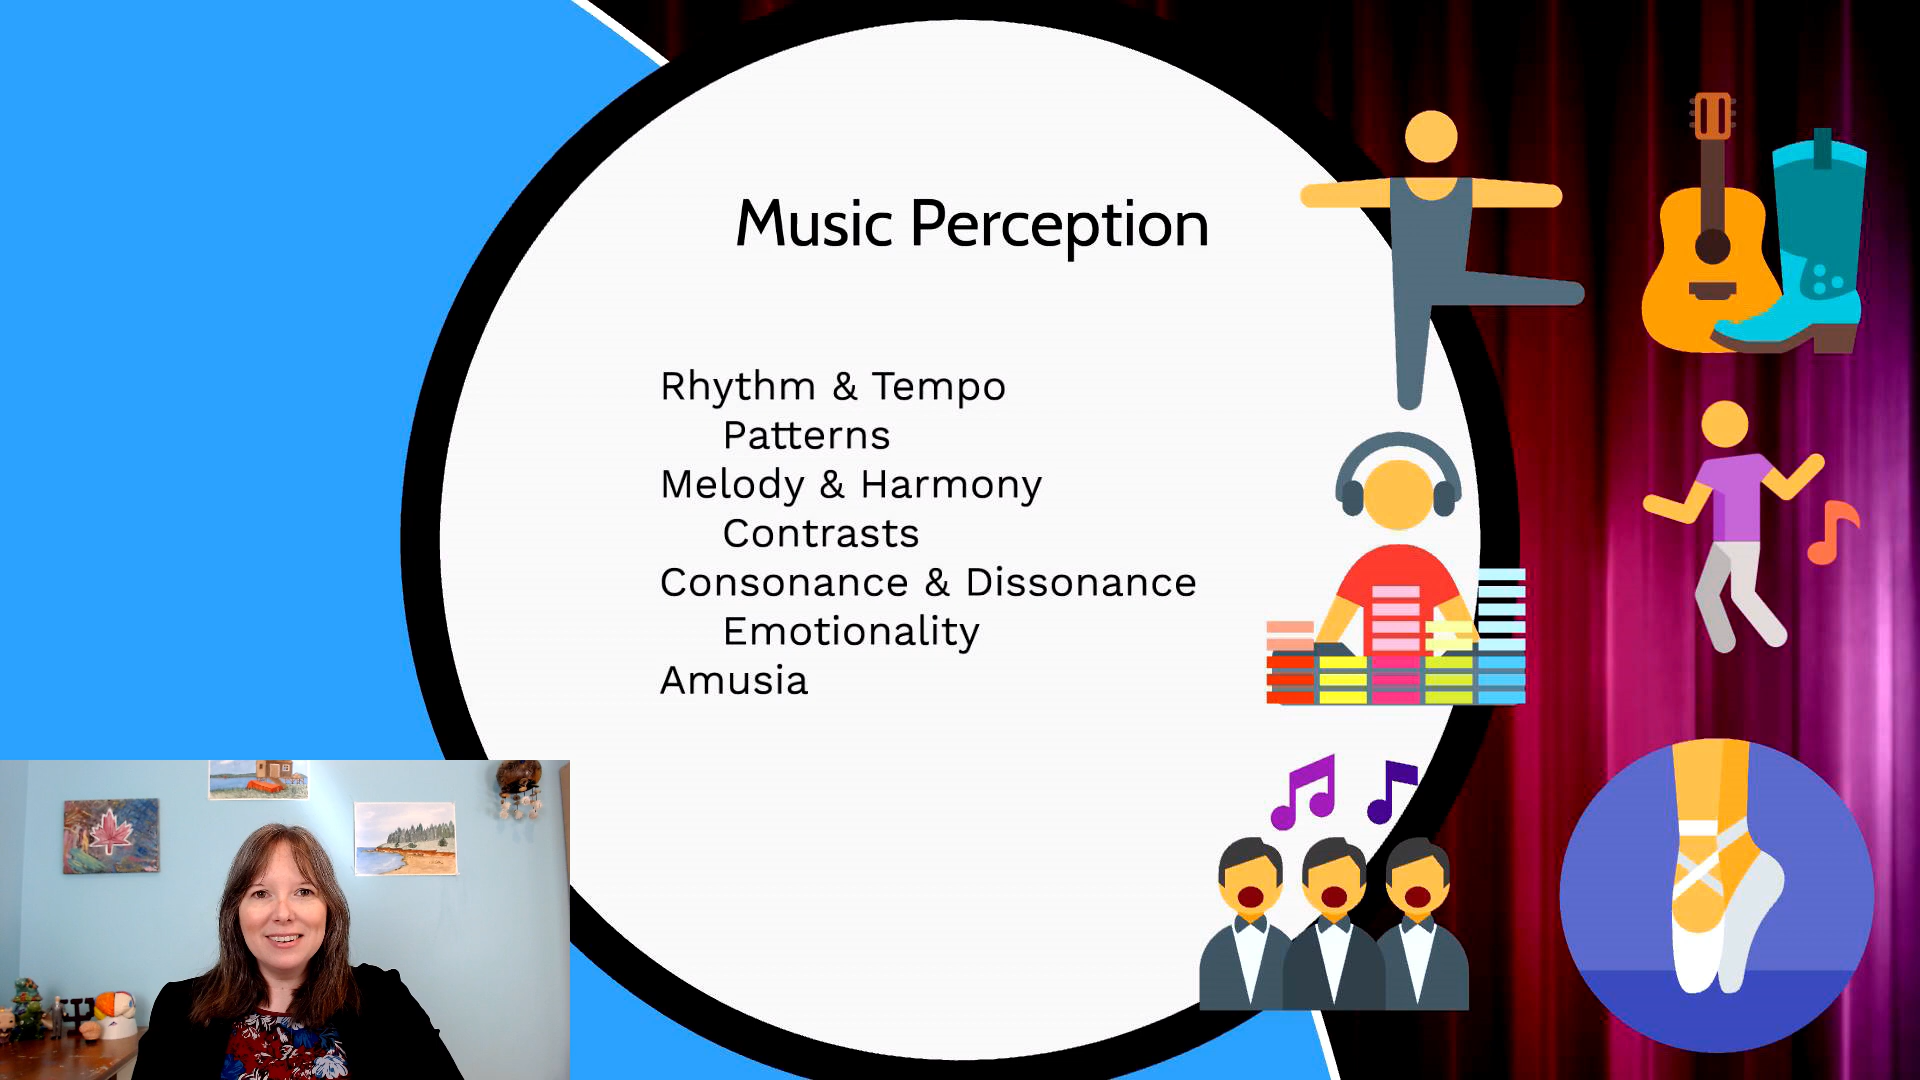 Music Perception
Rhythm & Tempo
Patterns
Melody & Harmony
Contrasts
Consonance & Dissonance
Emotionality
Amusia